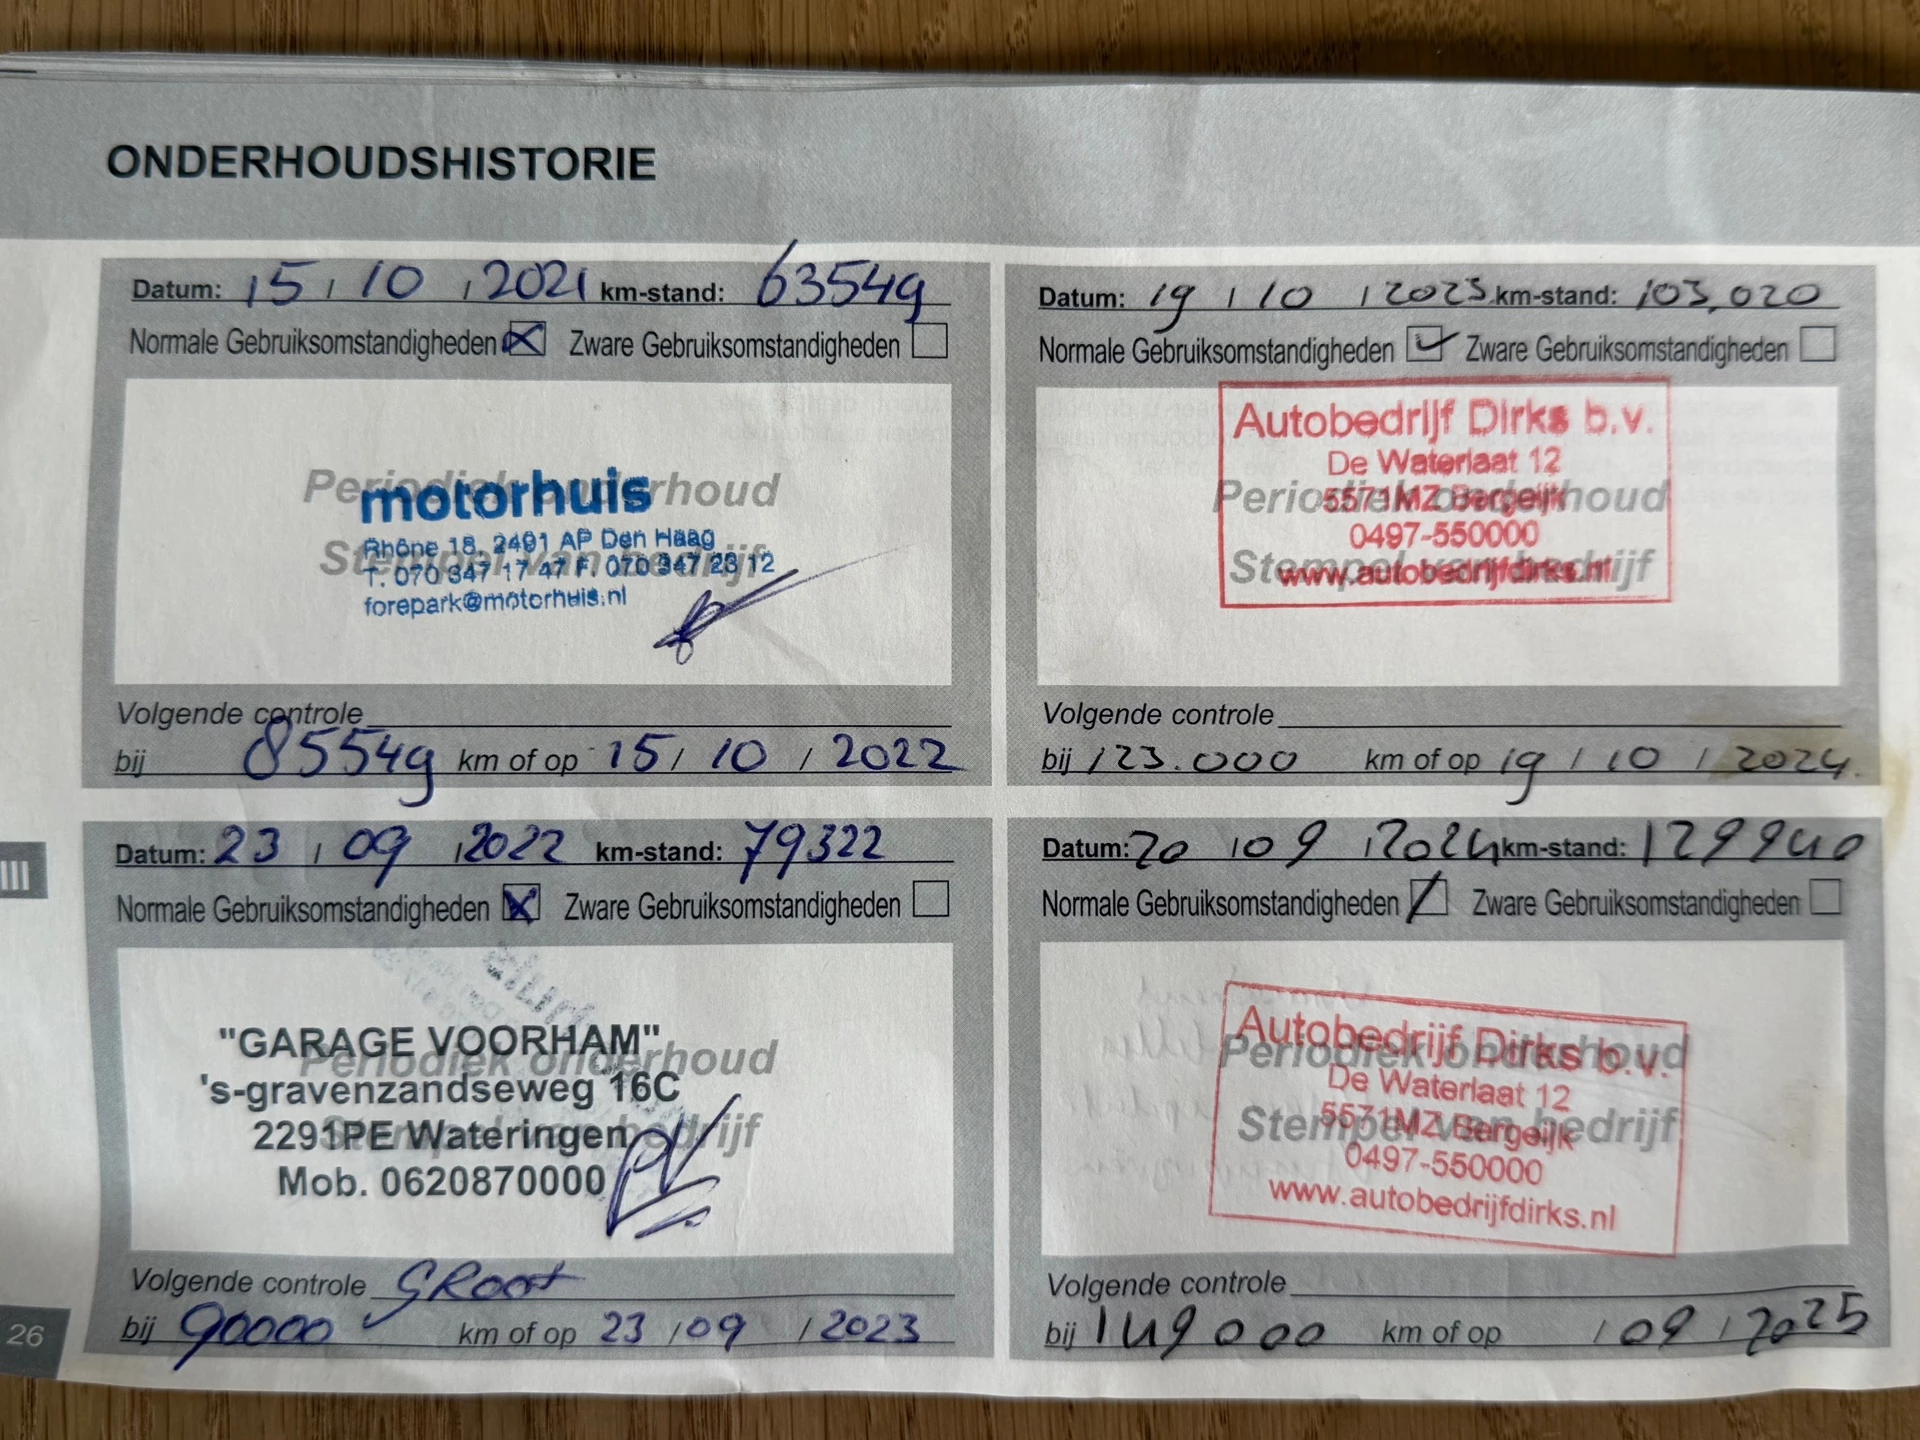 ONDERHOUDSHISTORIE
Datum: 15 / 10 / 2021 km-stand: 63549
Normale Gebruiksomstandigheden Zware Gebruiksomstandigheden
Periodiek onderhoud
Stempel van bedrijf
motorhuis
Rhône 18, 2491 AP Den Haag
T. 070 347 17 47 F. 070 347 23 12
forepark@motorhuis.nl
Volgende controle
bij 85549 km of op 15 / 10 / 2022
Datum: 19 / 10 / 2023 km-stand: 103,020
Normale Gebruiksomstandigheden Zware Gebruiksomstandigheden
Periodiek onderhoud
Stempel van bedrijf
Autobedrijf Dirks b.v.
De Waterlaat 12
5571MZ Bergeijk
0497-550000
www.autobedrijfdirks.nl
Volgende controle
bij 123.000 km of op 19 / 10 / 2024.
Datum: 23 / 09 / 2022 km-stand: 79322
Normale Gebruiksomstandigheden Zware Gebruiksomstandigheden
Periodiek onderhoud
Stempel van bedrijf
"GARAGE VOORHAM"
's-gravenzandseweg 16C
2291PE Wateringen
Mob. 0620870000
Volgende controle GROOT
bij 90000 km of op 23 / 09 / 2023
Datum: 20 / 09 / 2024 km-stand: 129940
Normale Gebruiksomstandigheden Zware Gebruiksomstandigheden
Periodiek onderhoud
Stempel van bedrijf
Autobedrijf Dirks b.v.
De Waterlaat 12
5571MZ Bergeijk
0497-550000
www.autobedrijfdirks.nl
Volgende controle
bij 149000 km of op / 09 / 2025
III
26